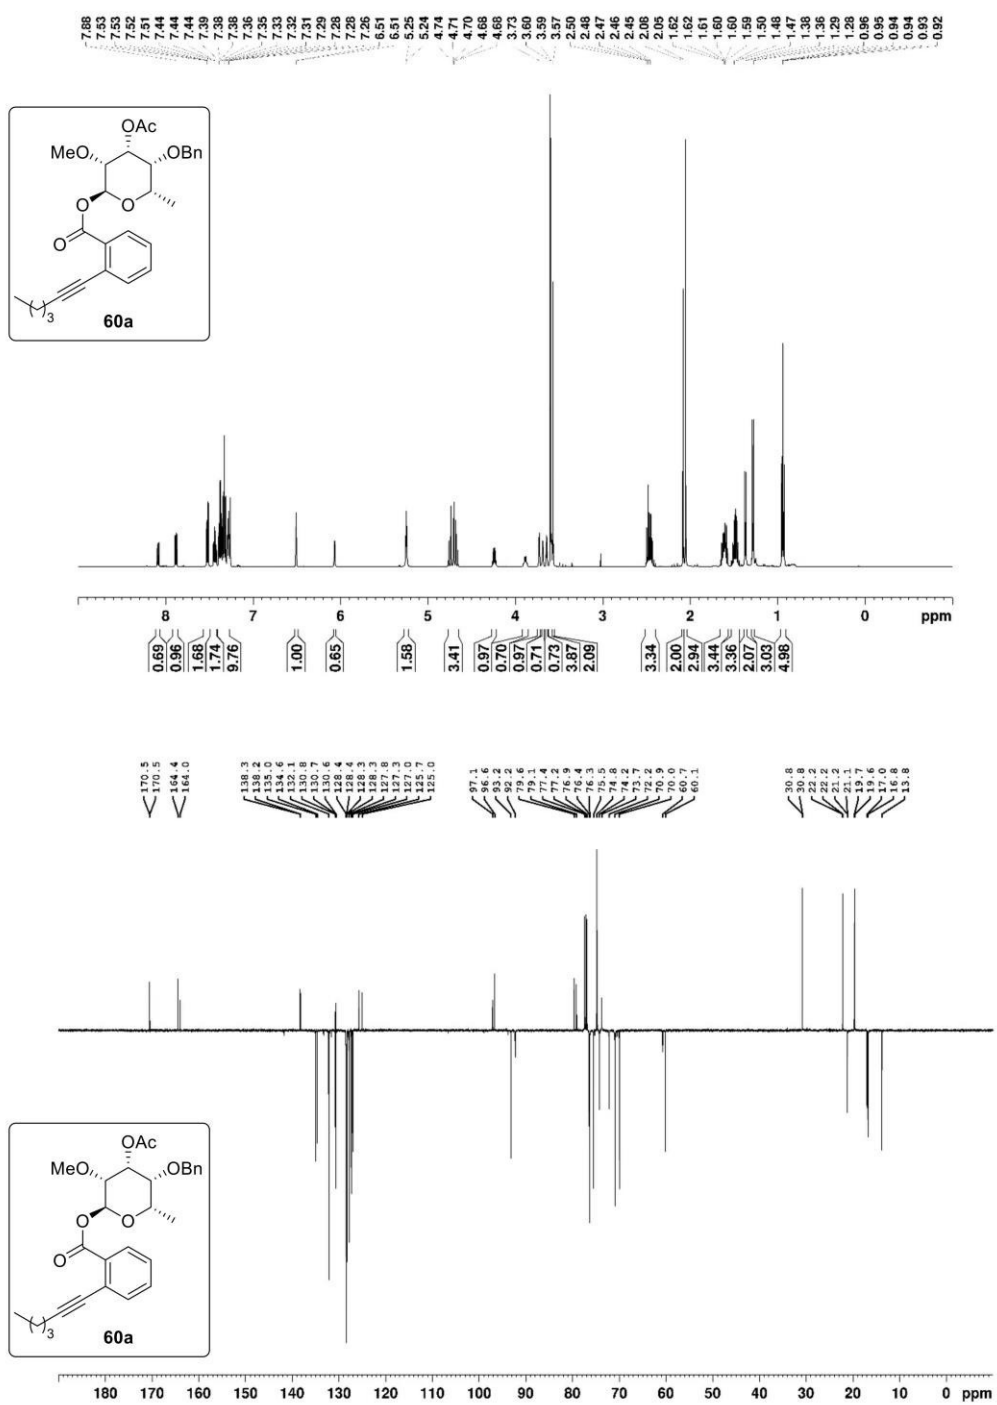 7.88 7.53 7.53 7.52 7.51 7.44 7.44 7.44 7.39 7.38 7.38 7.36 7.35 7.33 7.32 7.31 7.29 7.28 7.28 7.26 6.51 6.51 5.25 5.24 4.74 4.71 4.70 4.68 4.68 3.73 3.60 3.59 3.57 2.50 2.48 2.47 2.46 2.45 2.08 2.05 1.62 1.62 1.61 1.60 1.60 1.59 1.50 1.48 1.47 1.38 1.36 1.29 1.28 0.96 0.95 0.94 0.94 0.93 0.92
OAc
MeO OBn
O O
O
3
60a
8 7 6 5 4 3 2 1 0 ppm
0.69 0.96 1.68 1.74 9.76 1.00 0.65 1.58 3.41 0.97 0.70 0.97 0.71 0.73 3.87 2.09 3.34 2.00 2.94 3.44 3.36 2.07 3.03 4.98
170.5 170.5 164.4 164.0 138.3 138.2 135.0 134.6 132.1 130.8 130.7 130.6 128.4 128.4 128.3 128.3 127.8 127.3 127.0 125.7 125.0 97.1 96.6 93.2 92.2 79.6 79.1 77.4 77.2 76.9 76.4 76.3 75.5 74.8 74.2 73.7 72.2 70.9 70.0 60.7 60.1 30.8 30.8 22.2 22.2 21.2 21.1 19.7 19.6 17.0 16.8 13.8
OAc
MeO OBn
O O
O
3
60a
180 170 160 150 140 130 120 110 100 90 80 70 60 50 40 30 20 10 0 ppm